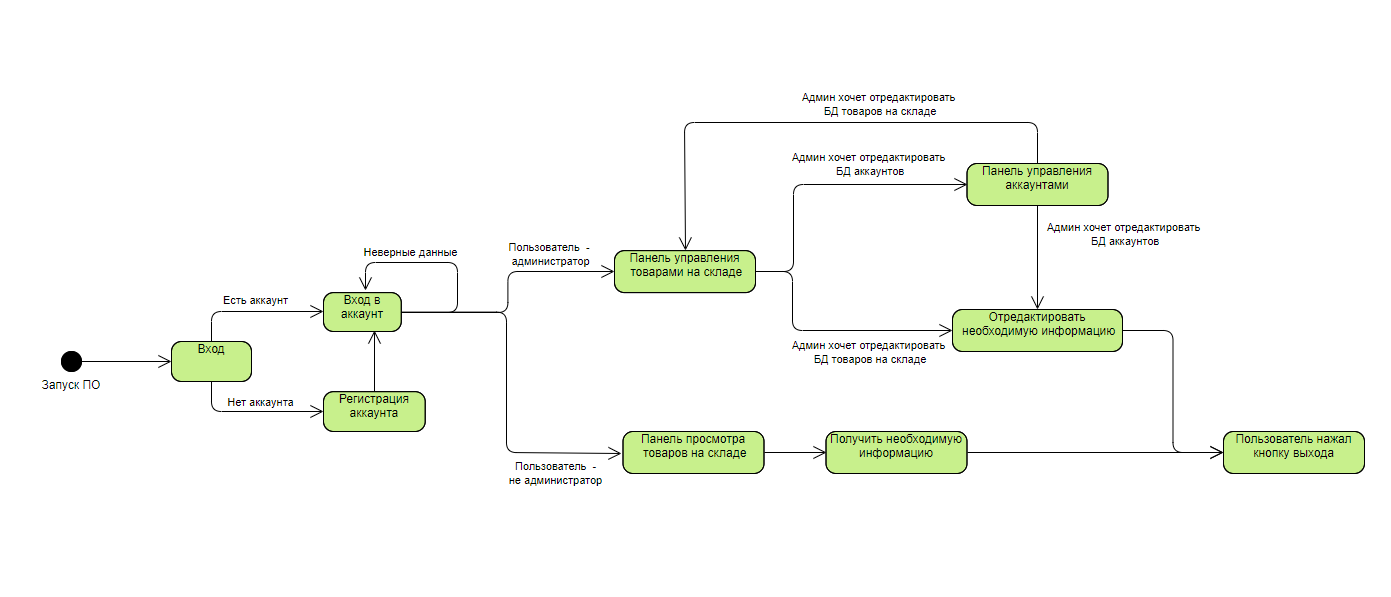 Админ хочет отредактировать
БД товаров на складе
Админ хочет отредактировать
БД аккаунтов
Панель управления
аккаунтами
Админ хочет отредактировать
БД аккаунтов
Неверные данные
Пользователь -
администратор
Панель управления
товарами на складе
Есть аккаунт
Вход в
аккаунт
Отредактировать
необходимую информацию
Админ хочет отредактировать
БД товаров на складе
Вход
Запуск ПО
Нет аккаунта
Регистрация
аккаунта
Панель просмотра
товаров на складе
Получить необходимую
информацию
Пользователь нажал
кнопку выхода
Пользователь -
не администратор